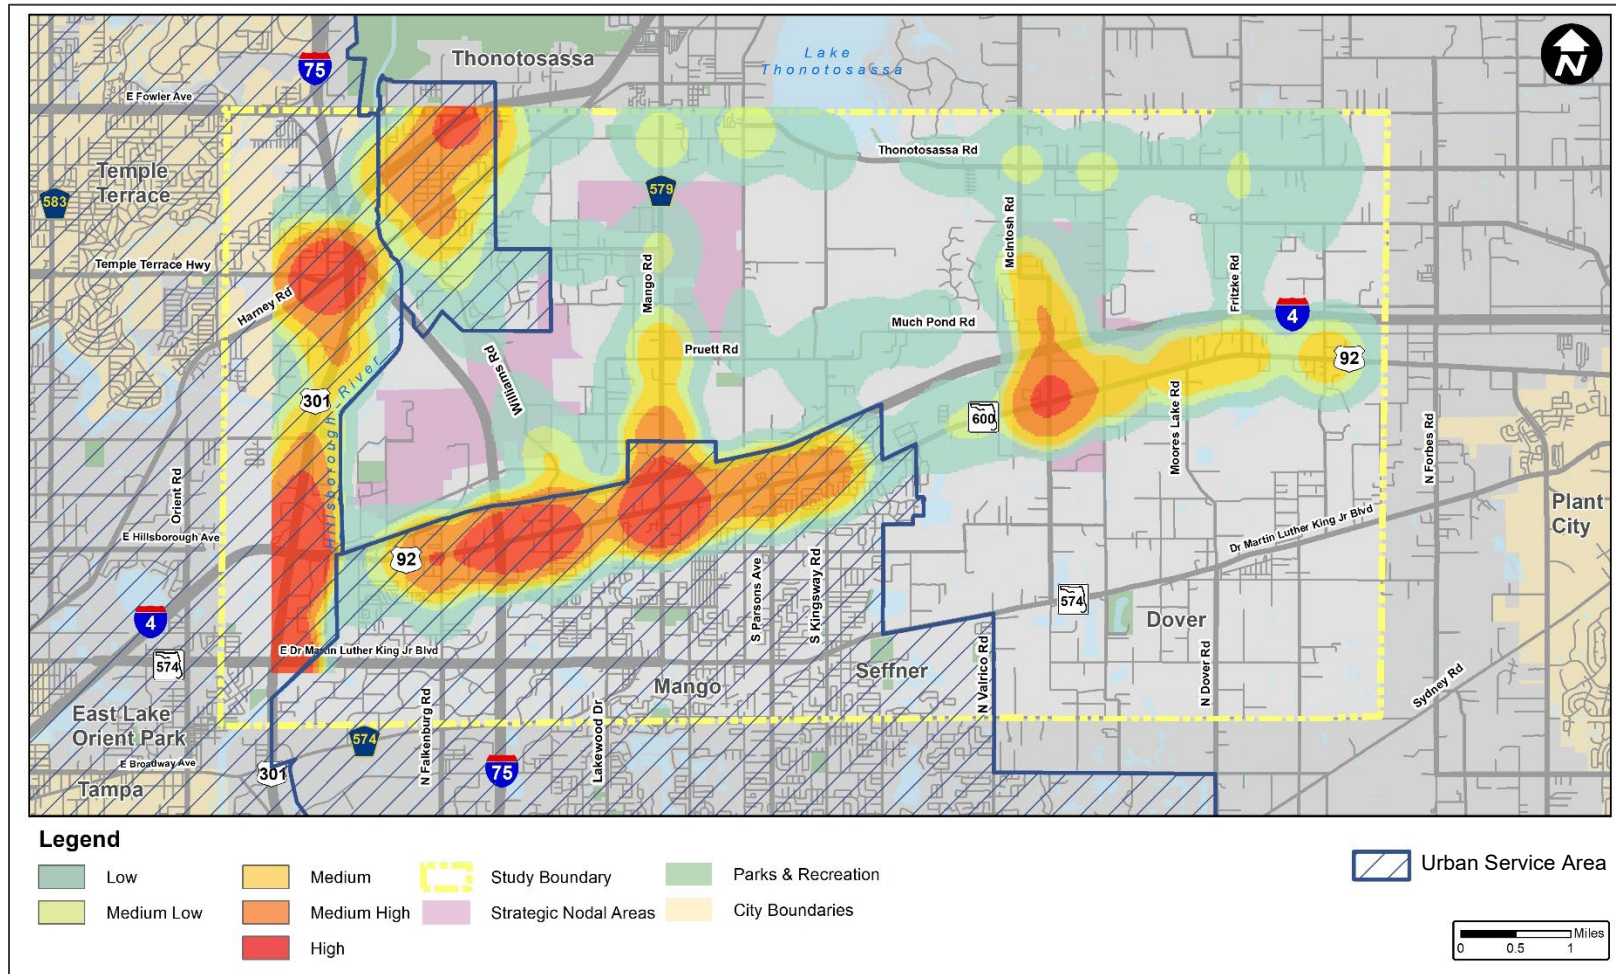 Thonotosassa
Lake
Thonotosassa
N
75
E Fowler Ave
Thonotosassa Rd
Temple
Terrace
583
579
McIntosh Rd
Temple Terrace Hwy
Mango Rd
Fritzke Rd
Harney Rd
4
Much Pond Rd
Pruett Rd
92
Williams Rd
301
Hillsborough River
600
Moores Lake Rd
N Forbes Rd
Orient Rd
Plant
City
E Hillsborough Ave
Dr Martin Luther King Jr Blvd
92
S Parsons Ave
S Kingsway Rd
574
4
Dover
E Dr Martin Luther King Jr Blvd
574
Seffner
N Valrico Rd
N Dover Rd
Sydney Rd
Mango
East Lake
Orient Park
N Falkenburg Rd
Lakewood Dr
574
E Broadway Ave
301
75
Tampa
Legend
Low
Medium
Study Boundary
Parks & Recreation
Urban Service Area
Medium Low
Medium High
Strategic Nodal Areas
City Boundaries
High
Miles
0 0.5 1